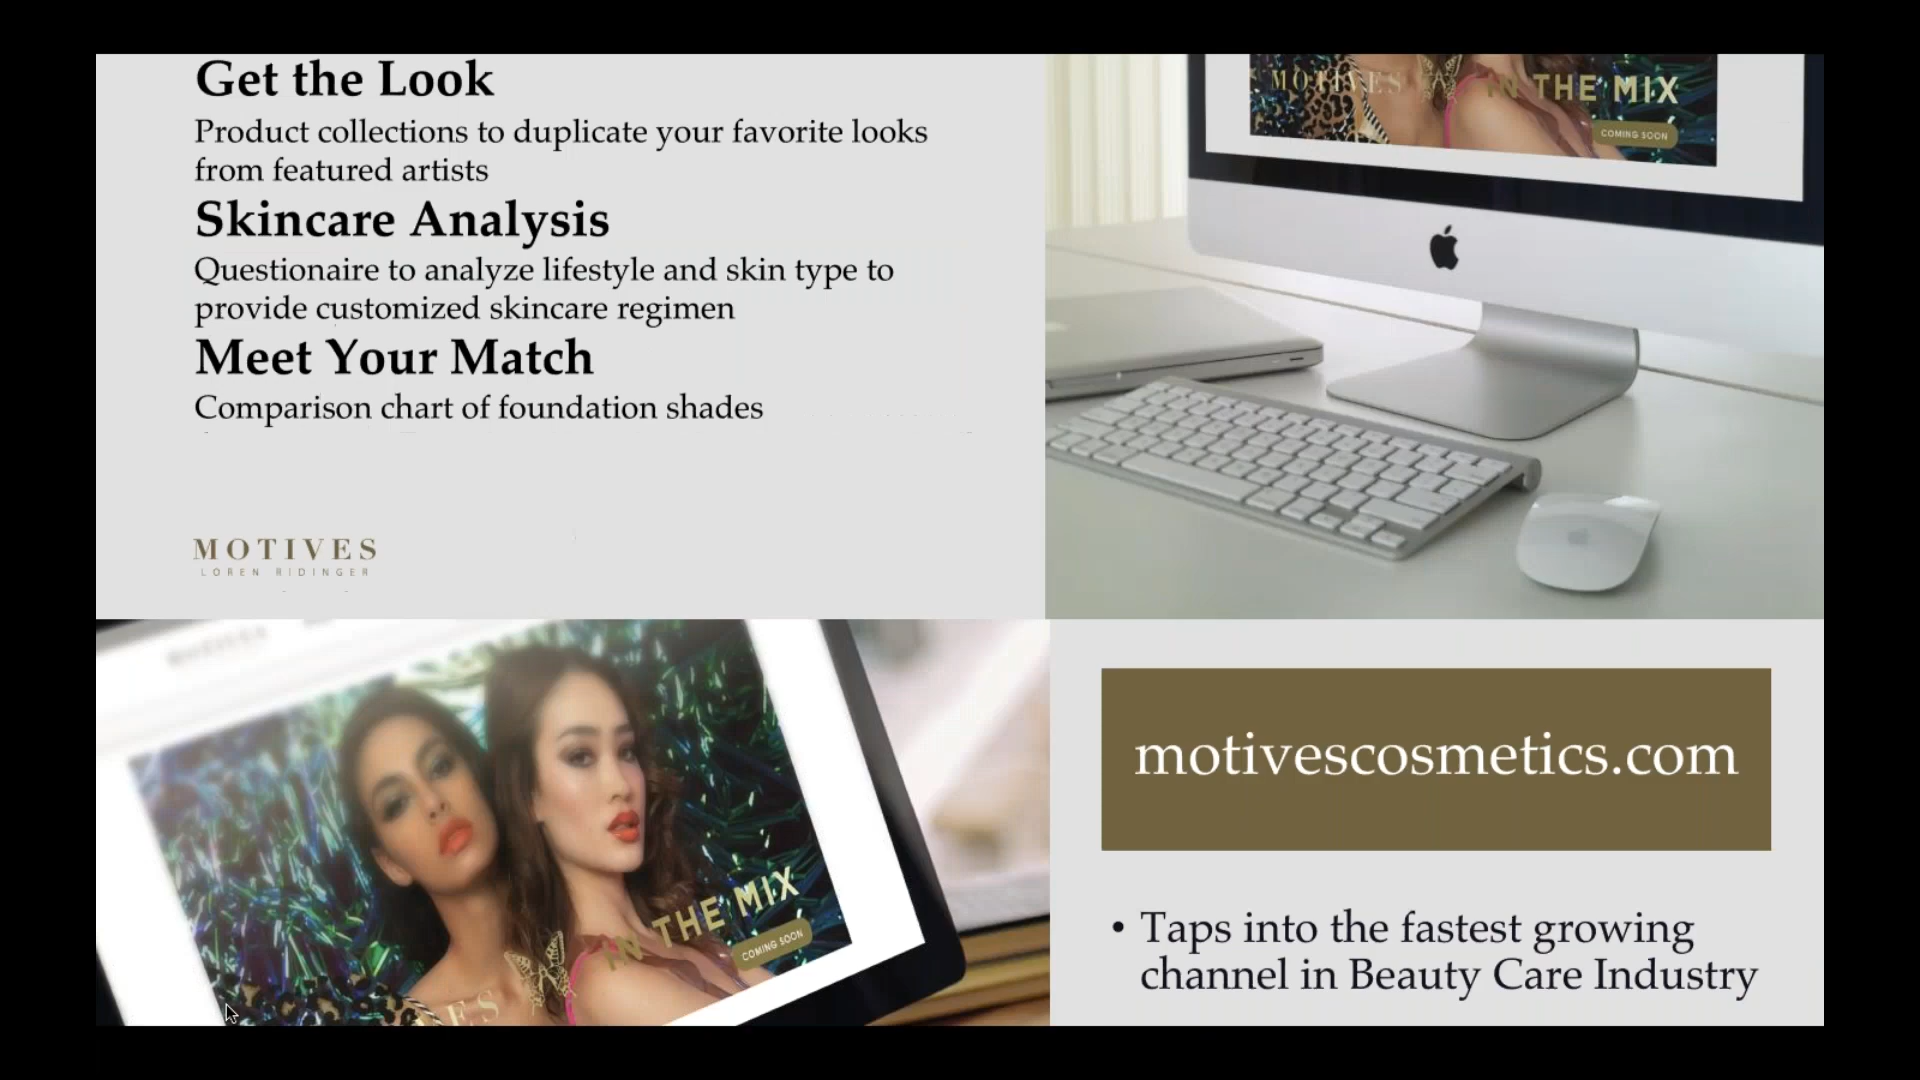 Get the Look
Product collections to duplicate your favorite looks
from featured artists
Skincare Analysis
Questionaire to analyze lifestyle and skin type to
provide customized skincare regimen
Meet Your Match
Comparison chart of foundation shades
MOTIVES
LOREN RIDINGER
MOTIVES IN THE MIX
COMING SOON
IN THE MIX
COMING SOON
motivescosmetics.com
• Taps into the fastest growing
channel in Beauty Care Industry